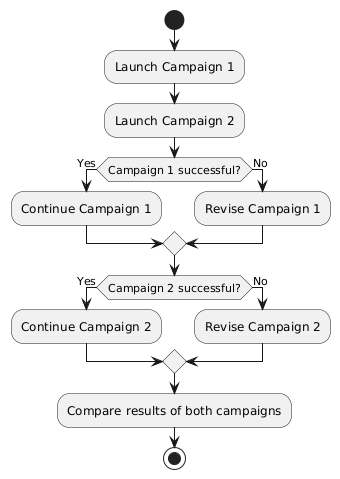 Launch Campaign 1
Launch Campaign 2
Yes
Campaign 1 successful?
No
Continue Campaign 1
Revise Campaign 1
Yes
Campaign 2 successful?
No
Continue Campaign 2
Revise Campaign 2
Compare results of both campaigns